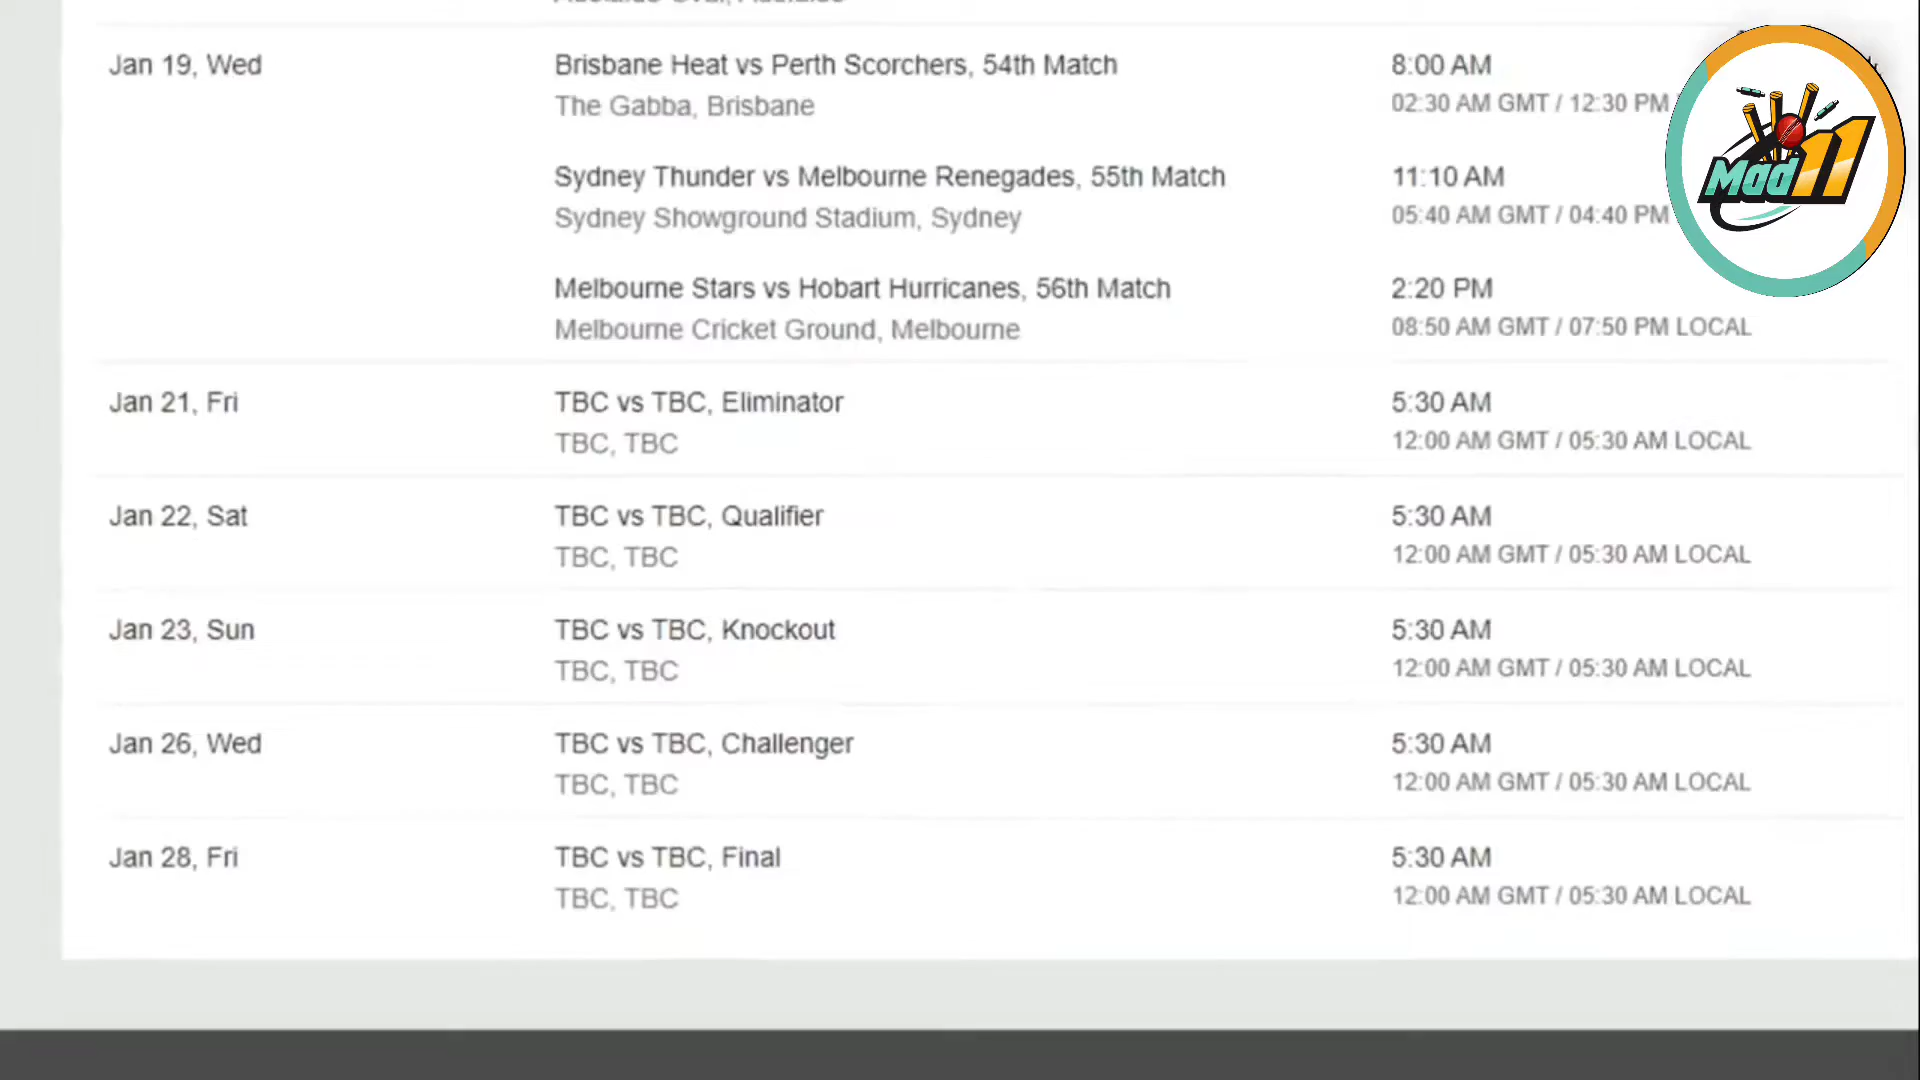 Jan 19, Wed
Brisbane Heat vs Perth Scorchers, 54th Match
8:00 AM
The Gabba, Brisbane
02:30 AM GMT / 12:30 PM
Sydney Thunder vs Melbourne Renegades, 55th Match
11:10 AM
Sydney Showground Stadium, Sydney
05:40 AM GMT / 04:40 PM
Mad11
Melbourne Stars vs Hobart Hurricanes, 56th Match
2:20 PM
Melbourne Cricket Ground, Melbourne
08:50 AM GMT / 07:50 PM LOCAL
Jan 21, Fri
TBC vs TBC, Eliminator
5:30 AM
TBC, TBC
12:00 AM GMT / 05:30 AM LOCAL
Jan 22, Sat
TBC vs TBC, Qualifier
5:30 AM
TBC, TBC
12:00 AM GMT / 05:30 AM LOCAL
Jan 23, Sun
TBC vs TBC, Knockout
5:30 AM
TBC, TBC
12:00 AM GMT / 05:30 AM LOCAL
Jan 26, Wed
TBC vs TBC, Challenger
5:30 AM
TBC, TBC
12:00 AM GMT / 05:30 AM LOCAL
Jan 28, Fri
TBC vs TBC, Final
5:30 AM
TBC, TBC
12:00 AM GMT / 05:30 AM LOCAL